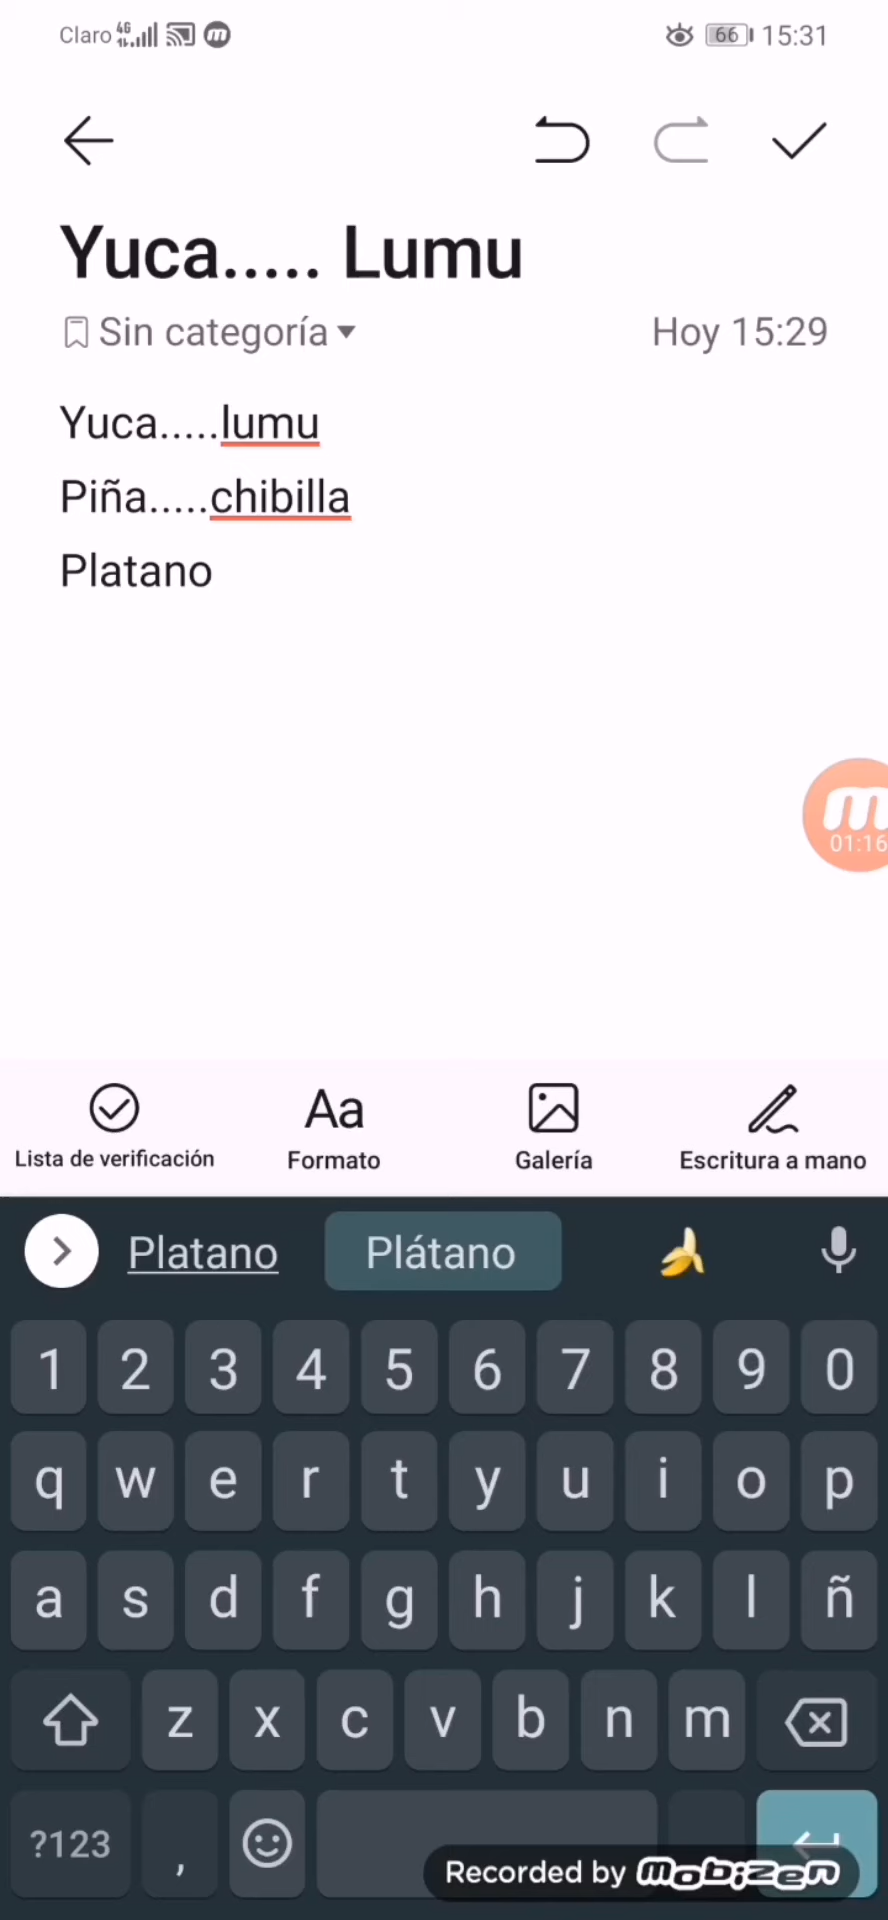 Claro 4G 66 15:31
Yuca..... Lumu
Sin categoría Hoy 15:29
Yuca.....lumu
Piña.....chibilla
Platano
01:16
Lista de verificación Formato Galería Escritura a mano
Platano Plátano
1 2 3 4 5 6 7 8 9 0
q w e r t y u i o p
a s d f g h j k l ñ
z x c v b n m
?123 ,
Recorded by mobizen